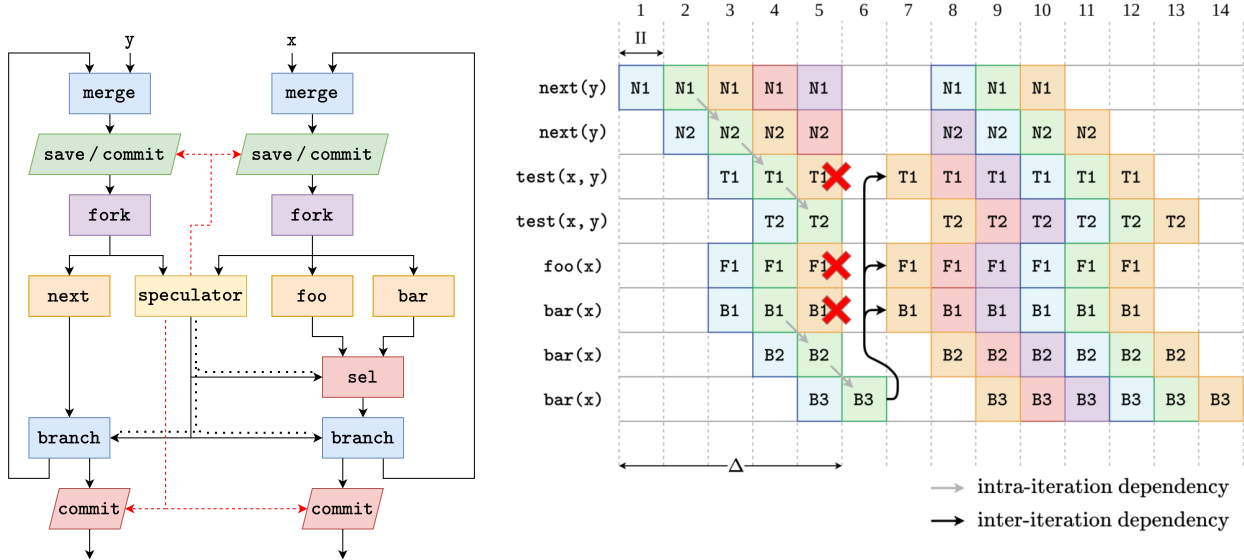 y x
merge merge
save / commit save / commit
fork fork
next speculator foo bar
sel
branch branch
commit commit
1 2 3 4 5 6 7 8 9 10 11 12 13 14
II
next(y) N1 N1 N1 N1 N1 N1 N1 N1
next(y) N2 N2 N2 N2 N2 N2 N2 N2
test(x,y) T1 T1 T1 T1 T1 T1 T1 T1 T1
test(x,y) T2 T2 T2 T2 T2 T2 T2 T2
foo(x) F1 F1 F1 F1 F1 F1 F1 F1 F1
bar(x) B1 B1 B1 B1 B1 B1 B1 B1 B1
bar(x) B2 B2 B2 B2 B2 B2 B2 B2
bar(x) B3 B3 B3 B3 B3 B3 B3 B3
Δ
intra-iteration dependency
inter-iteration dependency